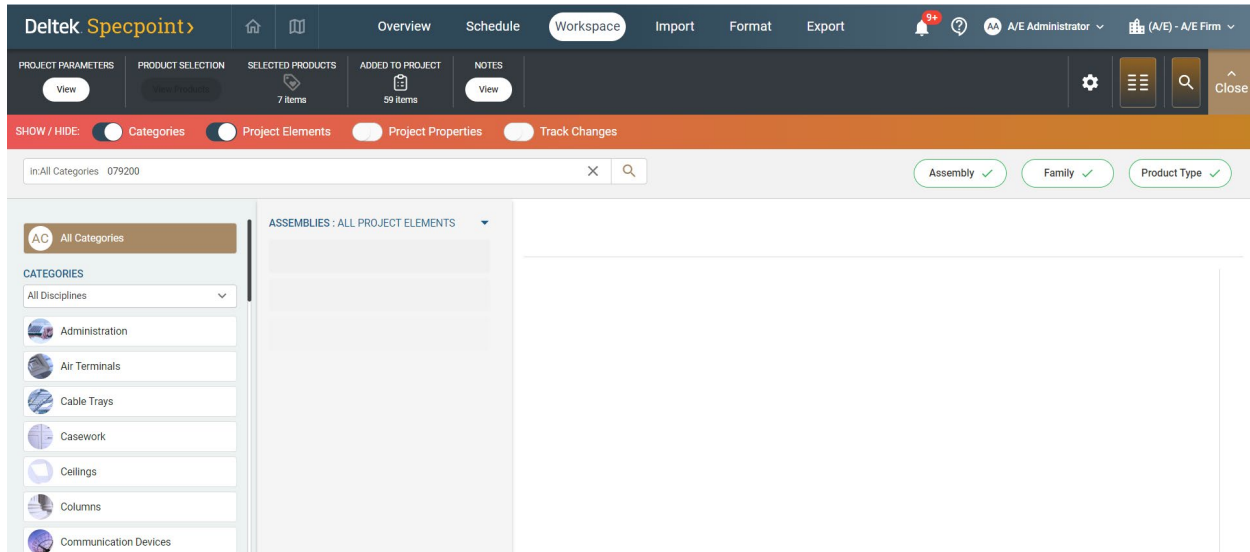 Deltek. Specpoint> Overview Schedule Workspace Import Format Export 9+ AA A/E Administrator (A/E) - A/E Firm
PROJECT PARAMETERS PRODUCT SELECTION SELECTED PRODUCTS ADDED TO PROJECT NOTES
View View Products 7 items 59 items View Close
SHOW / HIDE: Categories Project Elements Project Properties Track Changes
in:All Categories 079200 Assembly Family Product Type
ASSEMBLIES : ALL PROJECT ELEMENTS
AC All Categories
CATEGORIES
All Disciplines
Administration
Air Terminals
Cable Trays
Casework
Ceilings
Columns
Communication Devices